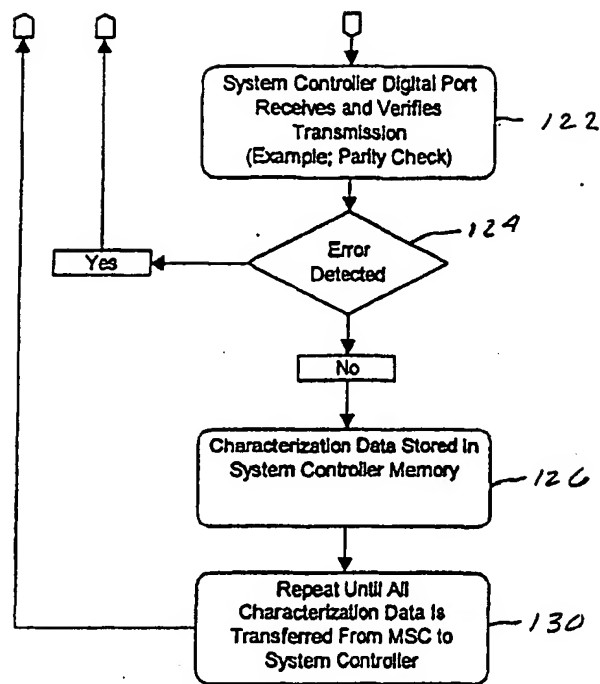 System Controller Digital Port
Receives and Verifies
Transmission
(Example; Parity Check)
122
Error
Detected
124
Yes
No
Characterization Data Stored in
System Controller Memory
126
Repeat Until All
Characterization Data is
Transferred From MSC to
System Controller
130